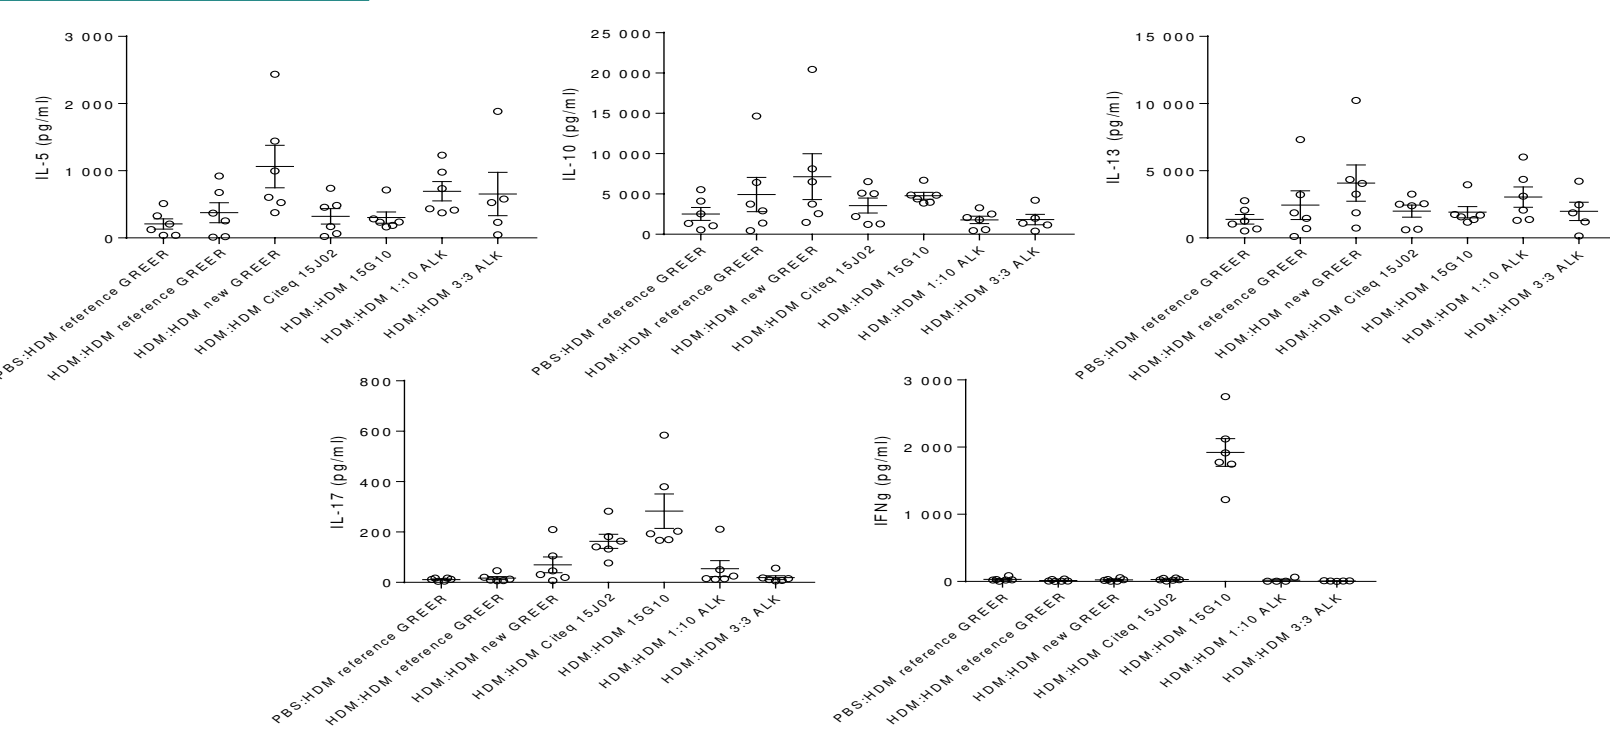 IL-5 (pg/ml)
3 000
2 000
1 000
0
PBS:HDM reference GREER
HDM:HDM reference GREER
HDM:HDM new GREER
HDM:HDM Citeq 15J02
HDM:HDM 15G10
HDM:HDM 1:10 ALK
HDM:HDM 3:3 ALK
IL-10 (pg/ml)
25 000
20 000
15 000
10 000
5 000
0
PBS:HDM reference GREER
HDM:HDM reference GREER
HDM:HDM new GREER
HDM:HDM Citeq 15J02
HDM:HDM 15G10
HDM:HDM 1:10 ALK
HDM:HDM 3:3 ALK
IL-13 (pg/ml)
15 000
10 000
5 000
0
PBS:HDM reference GREER
HDM:HDM reference GREER
HDM:HDM new GREER
HDM:HDM Citeq 15J02
HDM:HDM 15G10
HDM:HDM 1:10 ALK
HDM:HDM 3:3 ALK
IL-17 (pg/ml)
800
600
400
200
0
PBS:HDM reference GREER
HDM:HDM reference GREER
HDM:HDM new GREER
HDM:HDM Citeq 15J02
HDM:HDM 15G10
HDM:HDM 1:10 ALK
HDM:HDM 3:3 ALK
IFNg (pg/ml)
3 000
2 000
1 000
0
PBS:HDM reference GREER
HDM:HDM reference GREER
HDM:HDM new GREER
HDM:HDM Citeq 15J02
HDM:HDM 15G10
HDM:HDM 1:10 ALK
HDM:HDM 3:3 ALK